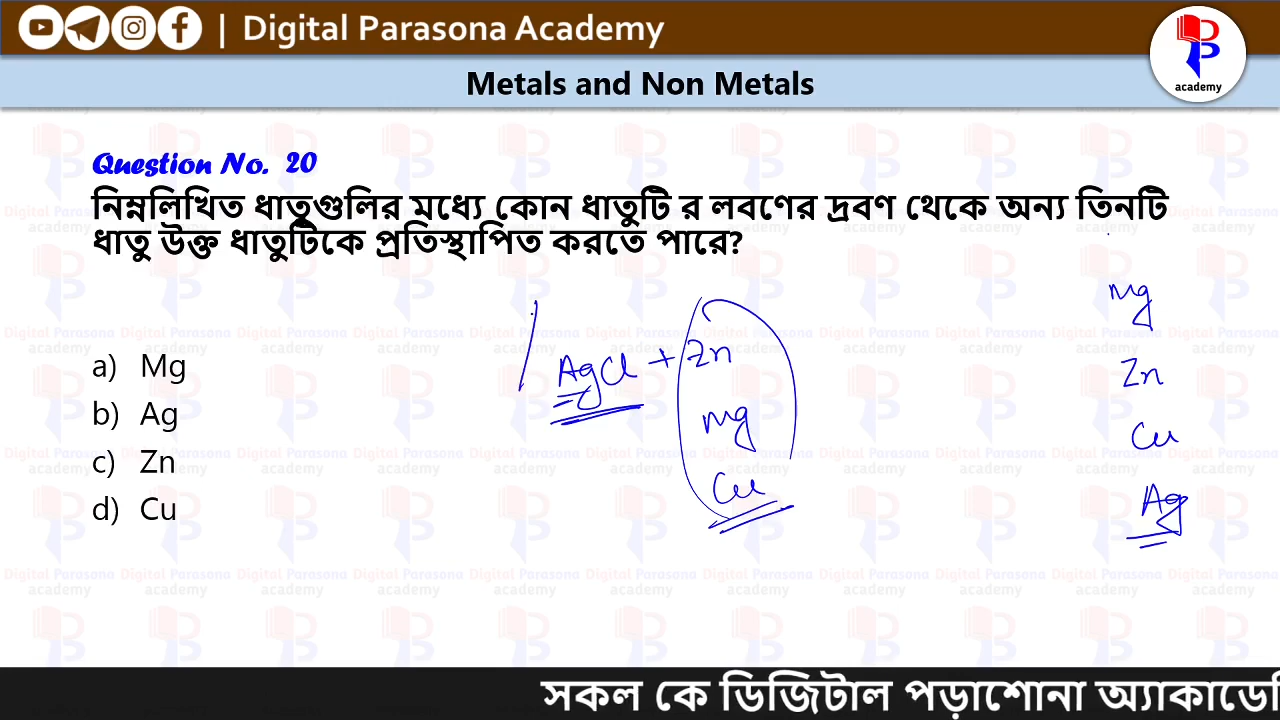 | Digital Parasona Academy
academy
Metals and Non Metals
Question No. 20
নিম্নলিখিত ধাতুগুলির মধ্যে কোন ধাতুটি র লবণের দ্রবণ থেকে অন্য তিনটি
ধাতু উক্ত ধাতুটিকে প্রতিস্থাপিত করতে পারে?
a) Mg
b) Ag
c) Zn
d) Cu
AgCl + Zn
Mg
Cu
Mg
Zn
Cu
Ag
সকল কে ডিজিটাল পড়াশোনা অ্যাকাডেমি